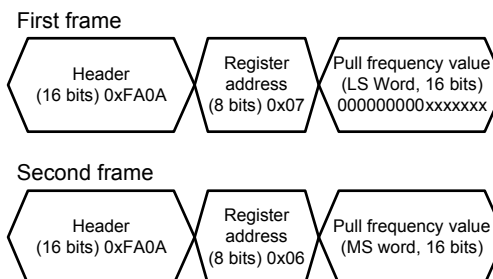 First frame
Header
(16 bits) 0xFA0A
Register
address
(8 bits) 0x07
Pull frequency value
(LS Word, 16 bits)
000000000xxxxxxx
Second frame
Header
(16 bits) 0xFA0A
Register
address
(8 bits) 0x06
Pull frequency value
(MS word, 16 bits)